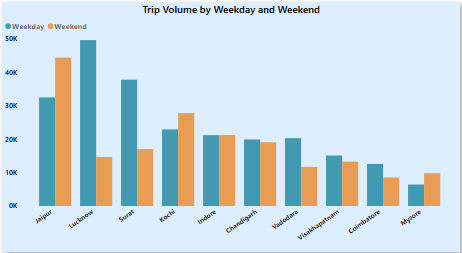 Trip Volume by Weekday and Weekend
Weekday Weekend
50K
40K
30K
20K
10K
0K
Jaipur
Lucknow
Surat
Kochi
Indore
Chandigarh
Vadodara
Visakhapatnam
Coimbatore
Mysore